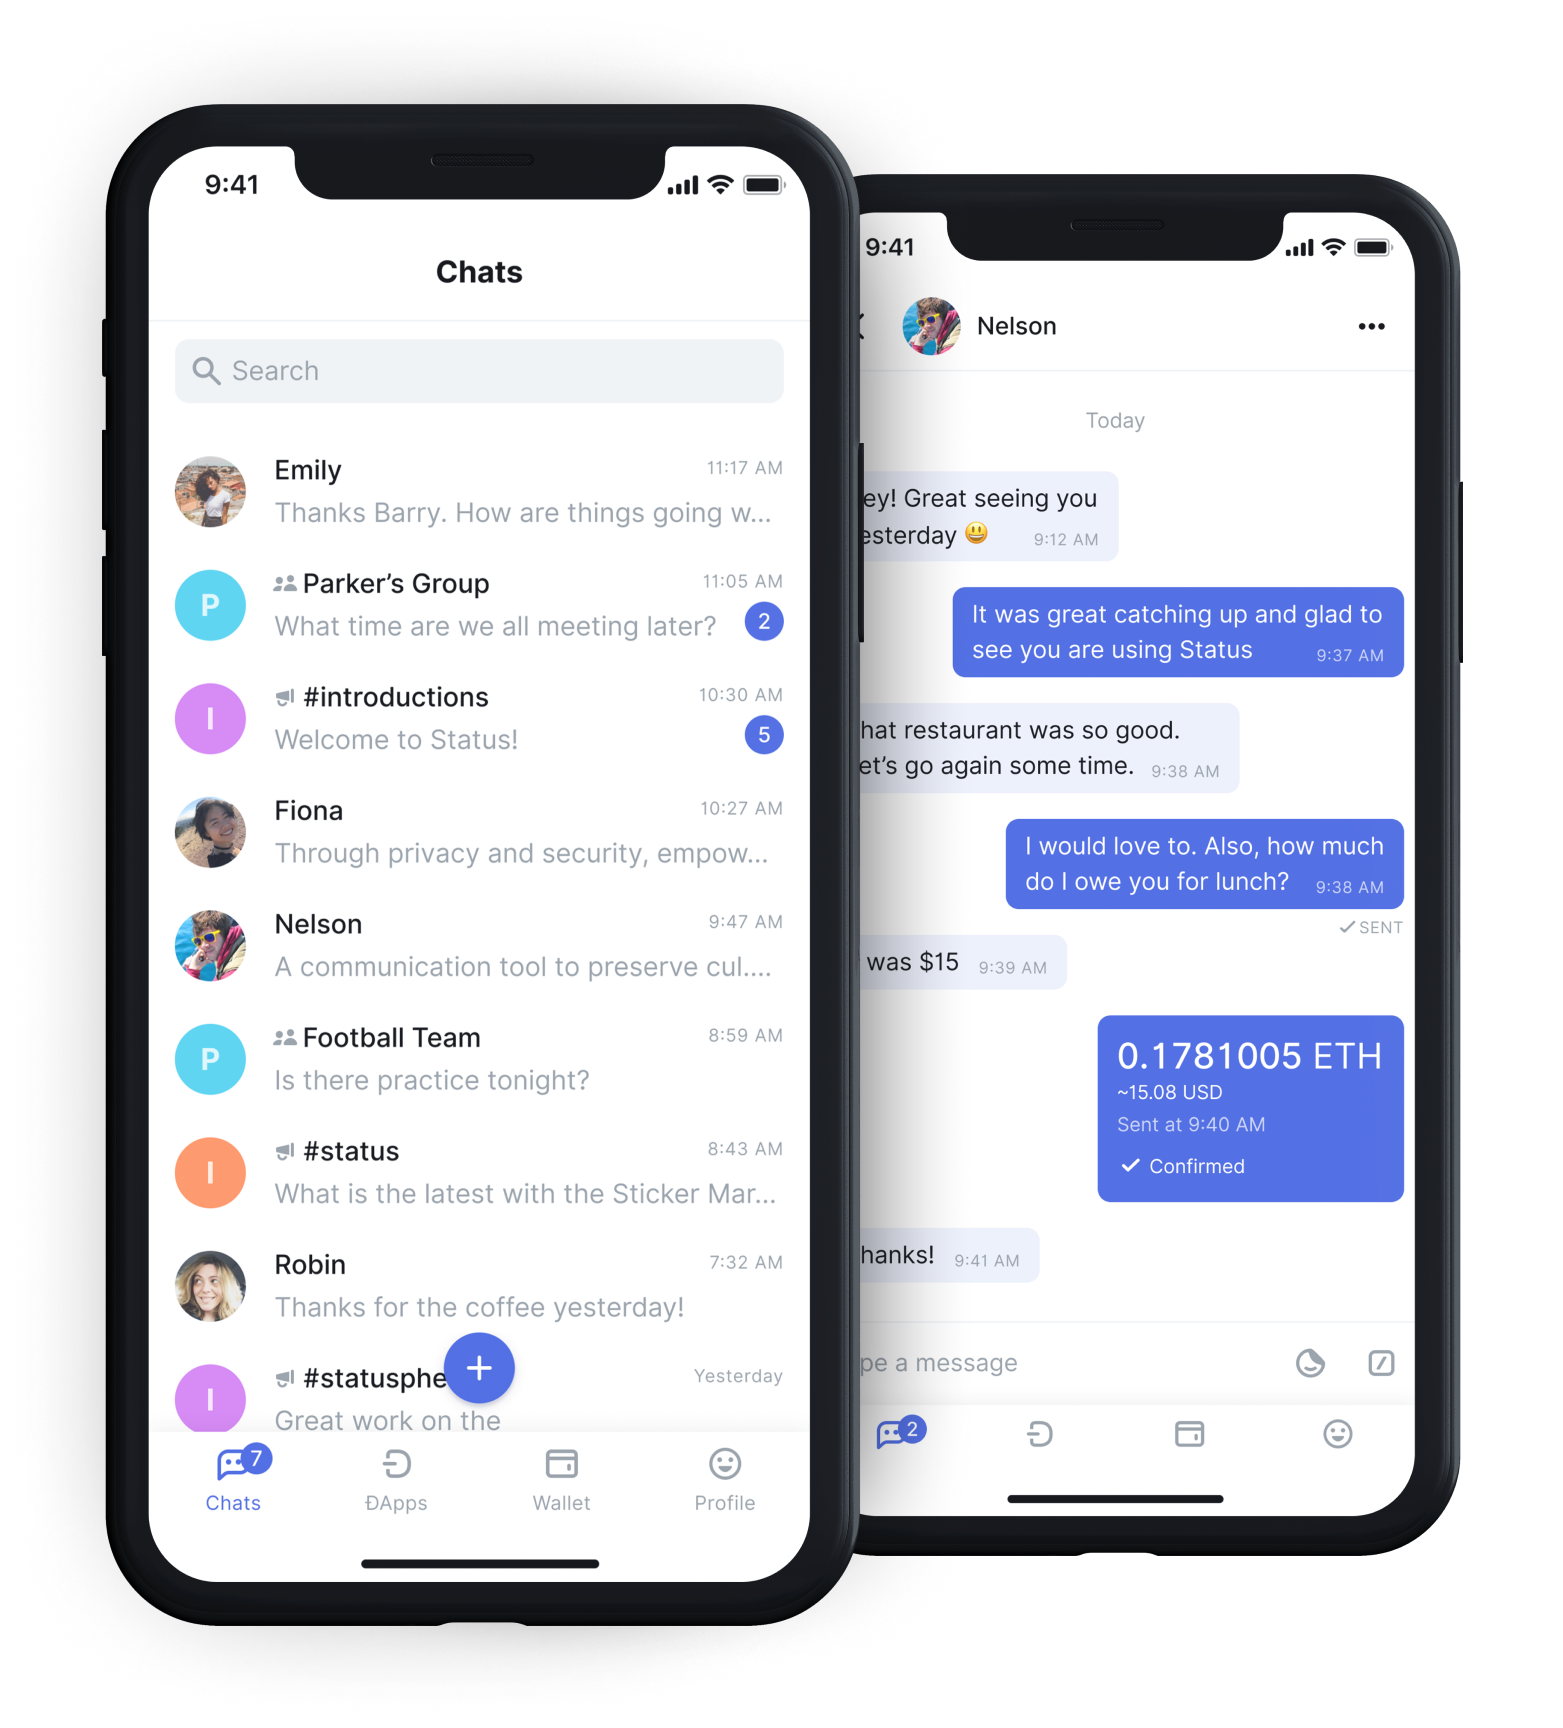 9:41
Chats
Search
Emily
11:17 AM
Thanks Barry. How are things going w...
P
Parker’s Group
11:05 AM
What time are we all meeting later?
2
I
#introductions
10:30 AM
Welcome to Status!
5
Fiona
10:27 AM
Through privacy and security, empow...
Nelson
9:47 AM
A communication tool to preserve cul....
P
Football Team
8:59 AM
Is there practice tonight?
I
#status
8:43 AM
What is the latest with the Sticker Mar...
Robin
7:32 AM
Thanks for the coffee yesterday!
I
#statusphe
Yesterday
Great work on the
7
Chats
ÐApps
Wallet
Profile
9:41
Nelson
Today
ey! Great seeing you
esterday 😃
9:12 AM
It was great catching up and glad to
see you are using Status
9:37 AM
hat restaurant was so good.
et’s go again some time.
9:38 AM
I would love to. Also, how much
do I owe you for lunch?
9:38 AM
SENT
was $15
9:39 AM
0.1781005 ETH
~15.08 USD
Sent at 9:40 AM
Confirmed
hanks!
9:41 AM
pe a message
2